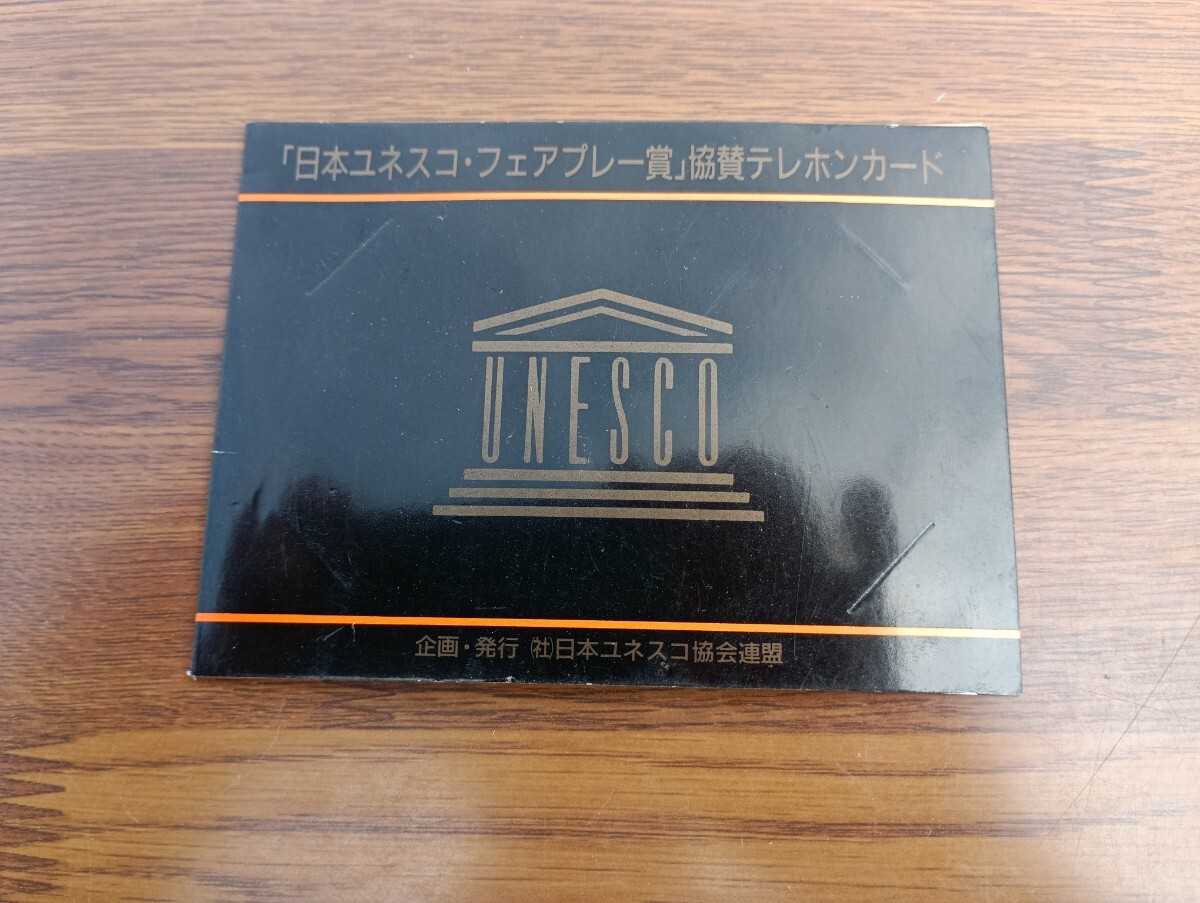 「日本ユネスコ・フェアプレー賞」協賛テレホンカード
UNESCO
企画・発行 ㈳日本ユネスコ協会連盟